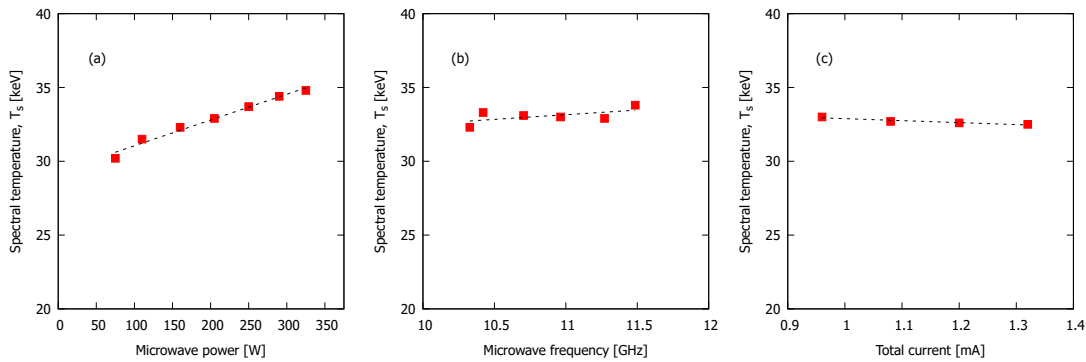 40
35
30
25
20
0 50 100 150 200 250 300 350
Microwave power [W]
Spectral temperature, Ts [keV]
(a)
40
35
30
25
20
10 10.5 11 11.5 12
Microwave frequency [GHz]
Spectral temperature, Ts [keV]
(b)
40
35
30
25
20
0.9 1 1.1 1.2 1.3 1.4
Total current [mA]
Spectral temperature, Ts [keV]
(c)